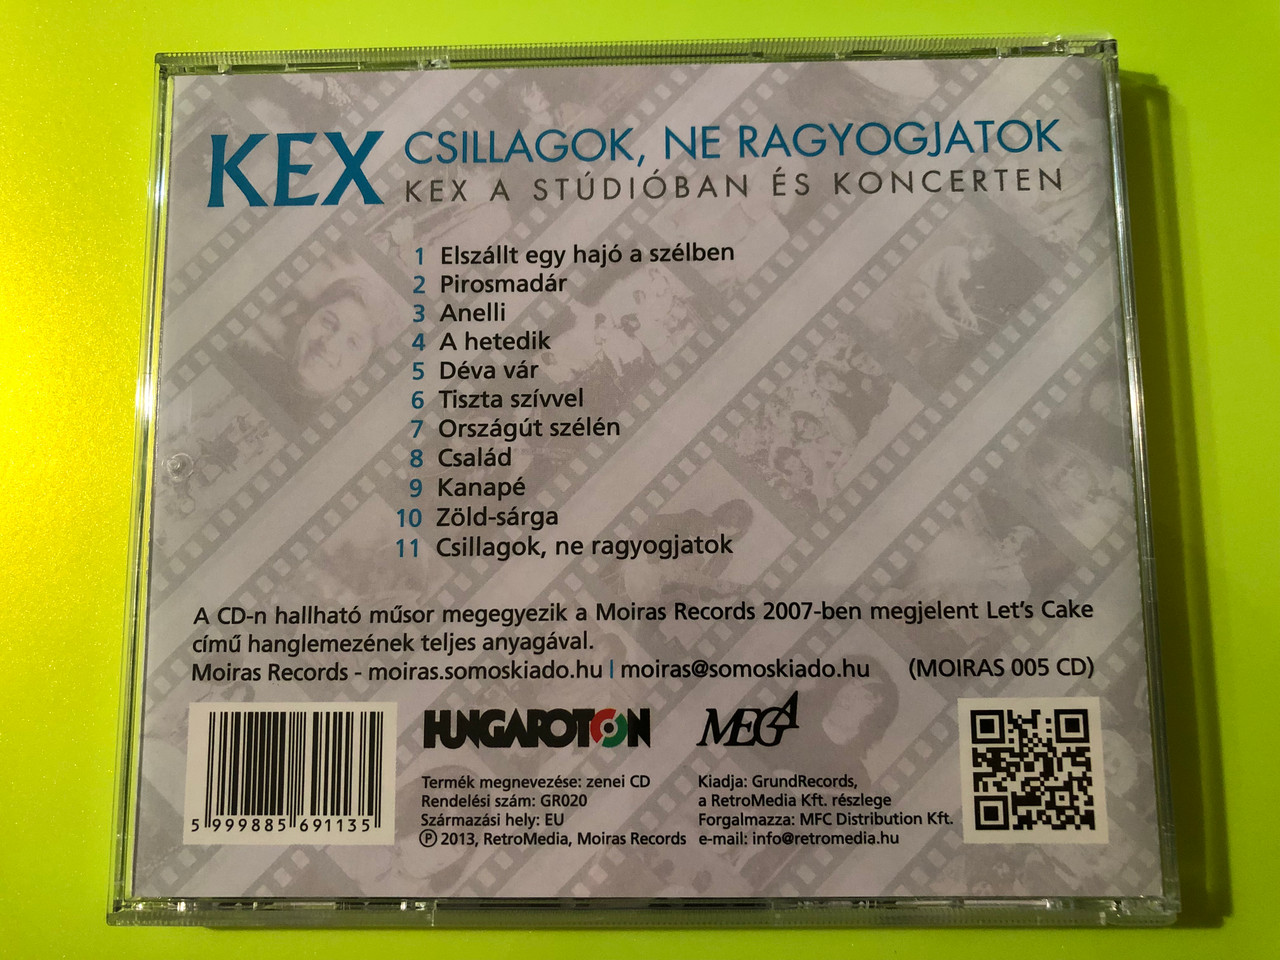 KEX
CSILLAGOK, NE RAGYOGJATOK
KEX A STÚDIÓBAN ÉS KONCERTEN
1 Elszállt egy hajó a szélben
2 Pirosmadár
3 Anelli
4 A hetedik
5 Déva vár
6 Tiszta szívvel
7 Országút szélén
8 Család
9 Kanapé
10 Zöld-sárga
11 Csillagok, ne ragyogjatok
A CD-n hallható műsor megegyezik a Moiras Records 2007-ben megjelent Let's Cake
című hanglemezének teljes anyagával.
Moiras Records - moiras.somoskiado.hu | moiras@somoskiado.hu (MOIRAS 005 CD)
5 999885 691135
HUNGAROTON
MEGA
Termék megnevezése: zenei CD
Rendelési szám: GR020
Származási hely: EU
℗ 2013, RetroMedia, Moiras Records
Kiadja: GrundRecords,
a RetroMedia Kft. részlege
Forgalmazza: MFC Distribution Kft.
e-mail: info@retromedia.hu